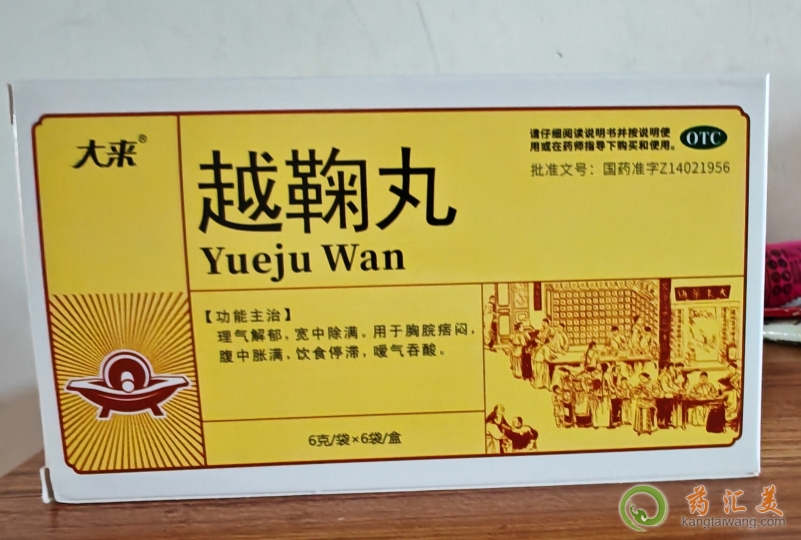 大来®
请仔细阅读说明书并按说明使
用或在药师指导下购买和使用。
OTC
批准文号：国药准字Z14021956
越鞠丸
Yueju Wan
【功能主治】
理气解郁，宽中除满。用于胸脘痞闷，
腹中胀满，饮食停滞，嗳气吞酸。
6克/袋×6袋/盒
药汇美
kangtaiwang.com